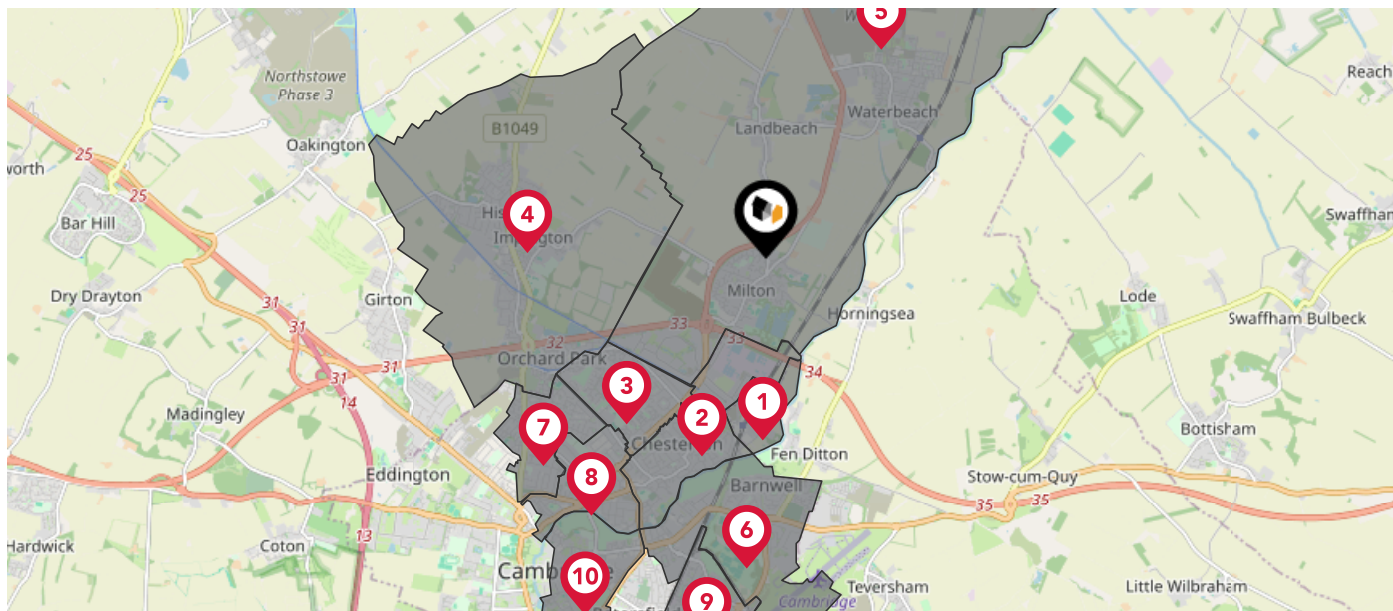 5
Reach
Northstowe
Phase 3
Waterbeach
Landbeach
B1049
Oakington
25
worth
25
Bar Hill
4
Swaffham
Impington
Milton
Dry Drayton
Girton
31
Lode
Horningsea
Swaffham Bulbeck
31
33
33
32
Orchard Park
31
31
34
3
1
14
2
7
Madingley
Chesterton
Bottisham
Fen Ditton
Eddington
8
Stow-cum-Quy
Barnwell
35
35
6
13
Hardwick
Coton
Cambridge
10
Teversham
Little Wilbraham
9
Cambridge